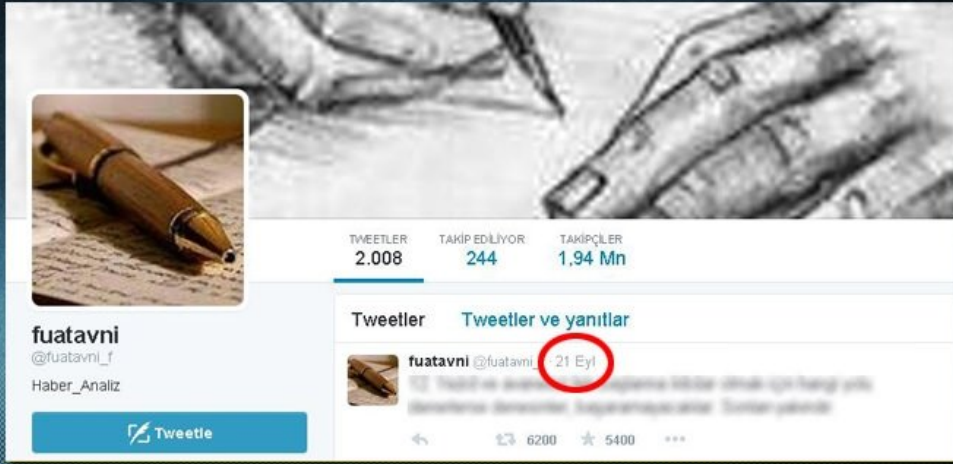 TWEETLER TAKİP EDİLİYOR TAKİPÇİLER
2.008 244 1,94 Mn
fuatavni
@fuatavni_f
Haber_Analiz
Tweetle
Tweetler Tweetler ve yanıtlar
fuatavni @fuatavni_ · 21 Eyl
6200 5400